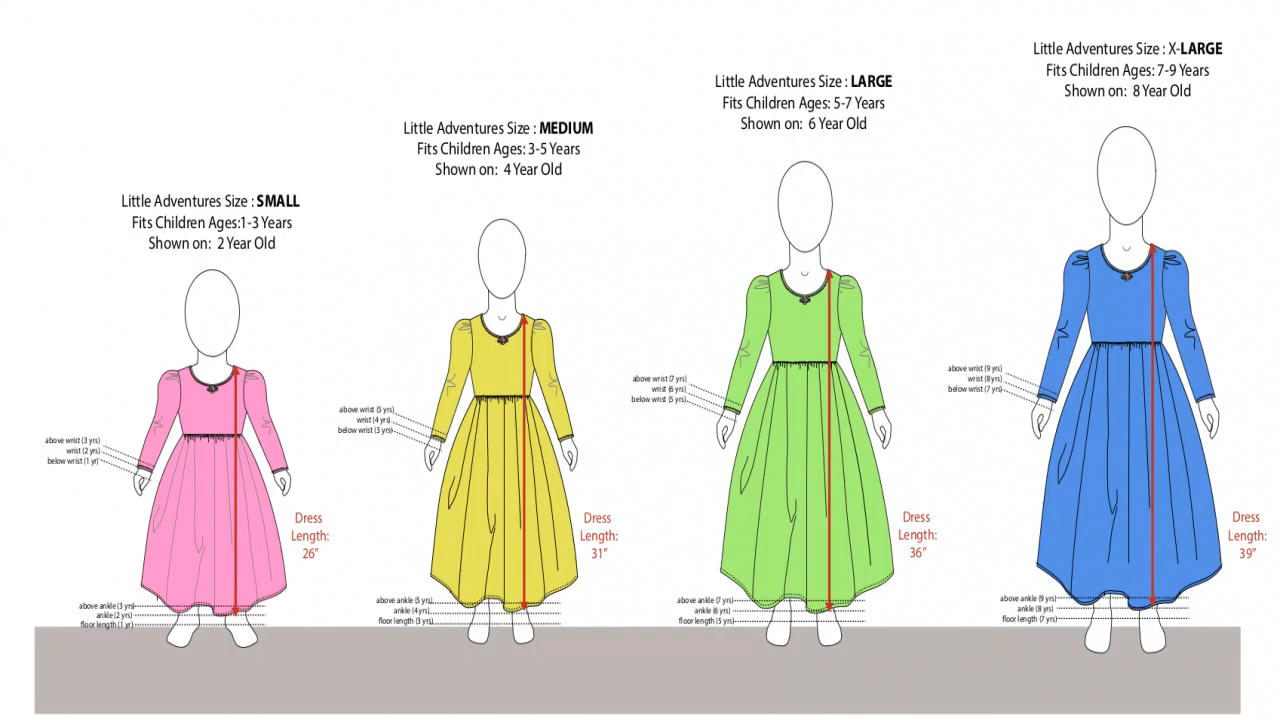 Little Adventures Size : SMALL
Fits Children Ages:1-3 Years
Shown on: 2 Year Old
above wrist (3 yrs)
wrist (2 yrs)
below wrist (1 yr)
Dress
Length:
26”
above ankle (3 yrs)
ankle (2 yrs)
floor length (1 yr)
Little Adventures Size : MEDIUM
Fits Children Ages: 3-5 Years
Shown on: 4 Year Old
above wrist (5 yrs)
wrist (4 yrs)
below wrist (3 yrs)
Dress
Length:
31”
above ankle (5 yrs)
ankle (4 yrs)
floor length (3 yrs)
Little Adventures Size : LARGE
Fits Children Ages: 5-7 Years
Shown on: 6 Year Old
above wrist (7 yrs)
wrist (6 yrs)
below wrist (5 yrs)
Dress
Length:
36”
above ankle (7 yrs)
ankle (6 yrs)
floor length (5 yrs)
Little Adventures Size : X-LARGE
Fits Children Ages: 7-9 Years
Shown on: 8 Year Old
above wrist (9 yrs)
wrist (8 yrs)
below wrist (7 yrs)
Dress
Length:
39”
above ankle (9 yrs)
ankle (8 yrs)
floor length (7 yrs)